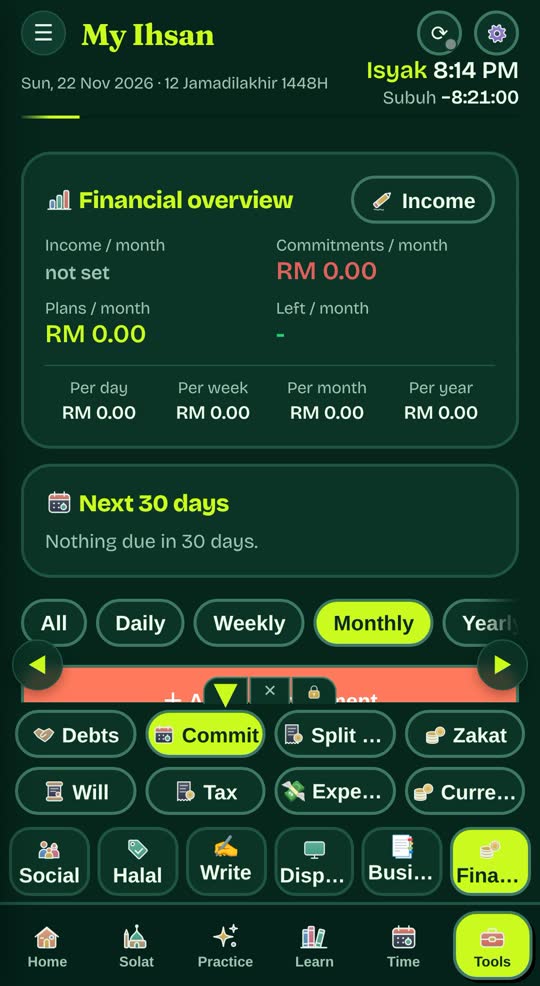 My Ihsan
Sun, 22 Nov 2026 · 12 Jamadilakhir 1448H
Isyak 8:14 PM
Subuh −8:21:00
Financial overview
Income
Income / month
Commitments / month
not set
RM 0.00
Plans / month
Left / month
RM 0.00
-
Per day
Per week
Per month
Per year
RM 0.00
RM 0.00
RM 0.00
RM 0.00
Next 30 days
Nothing due in 30 days.
All
Daily
Weekly
Monthly
Yearly
Debts
Commit
Split ...
Zakat
Will
Tax
Expe...
Curre...
Social
Halal
Write
Disp...
Busi...
Fina...
Home
Solat
Practice
Learn
Time
Tools